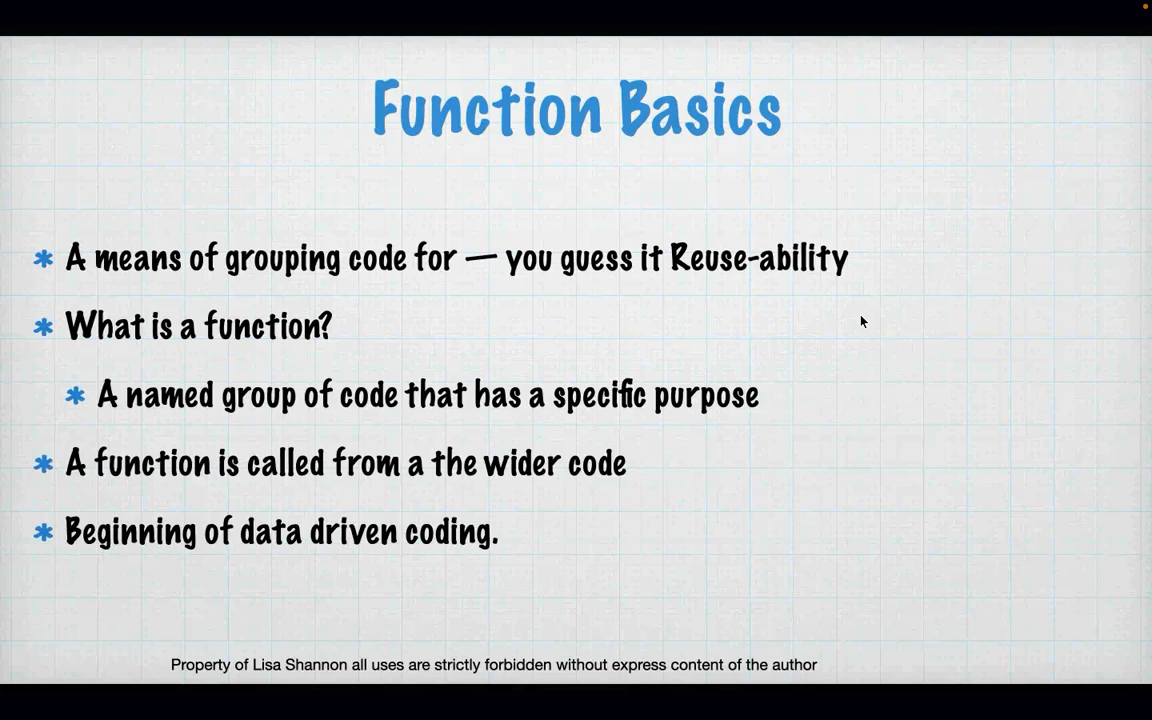 Function Basics
* A means of grouping code for — you guess it Reuse-ability
* What is a function?
* A named group of code that has a specific purpose
* A function is called from a the wider code
* Beginning of data driven coding.
Property of Lisa Shannon all uses are strictly forbidden without express content of the author